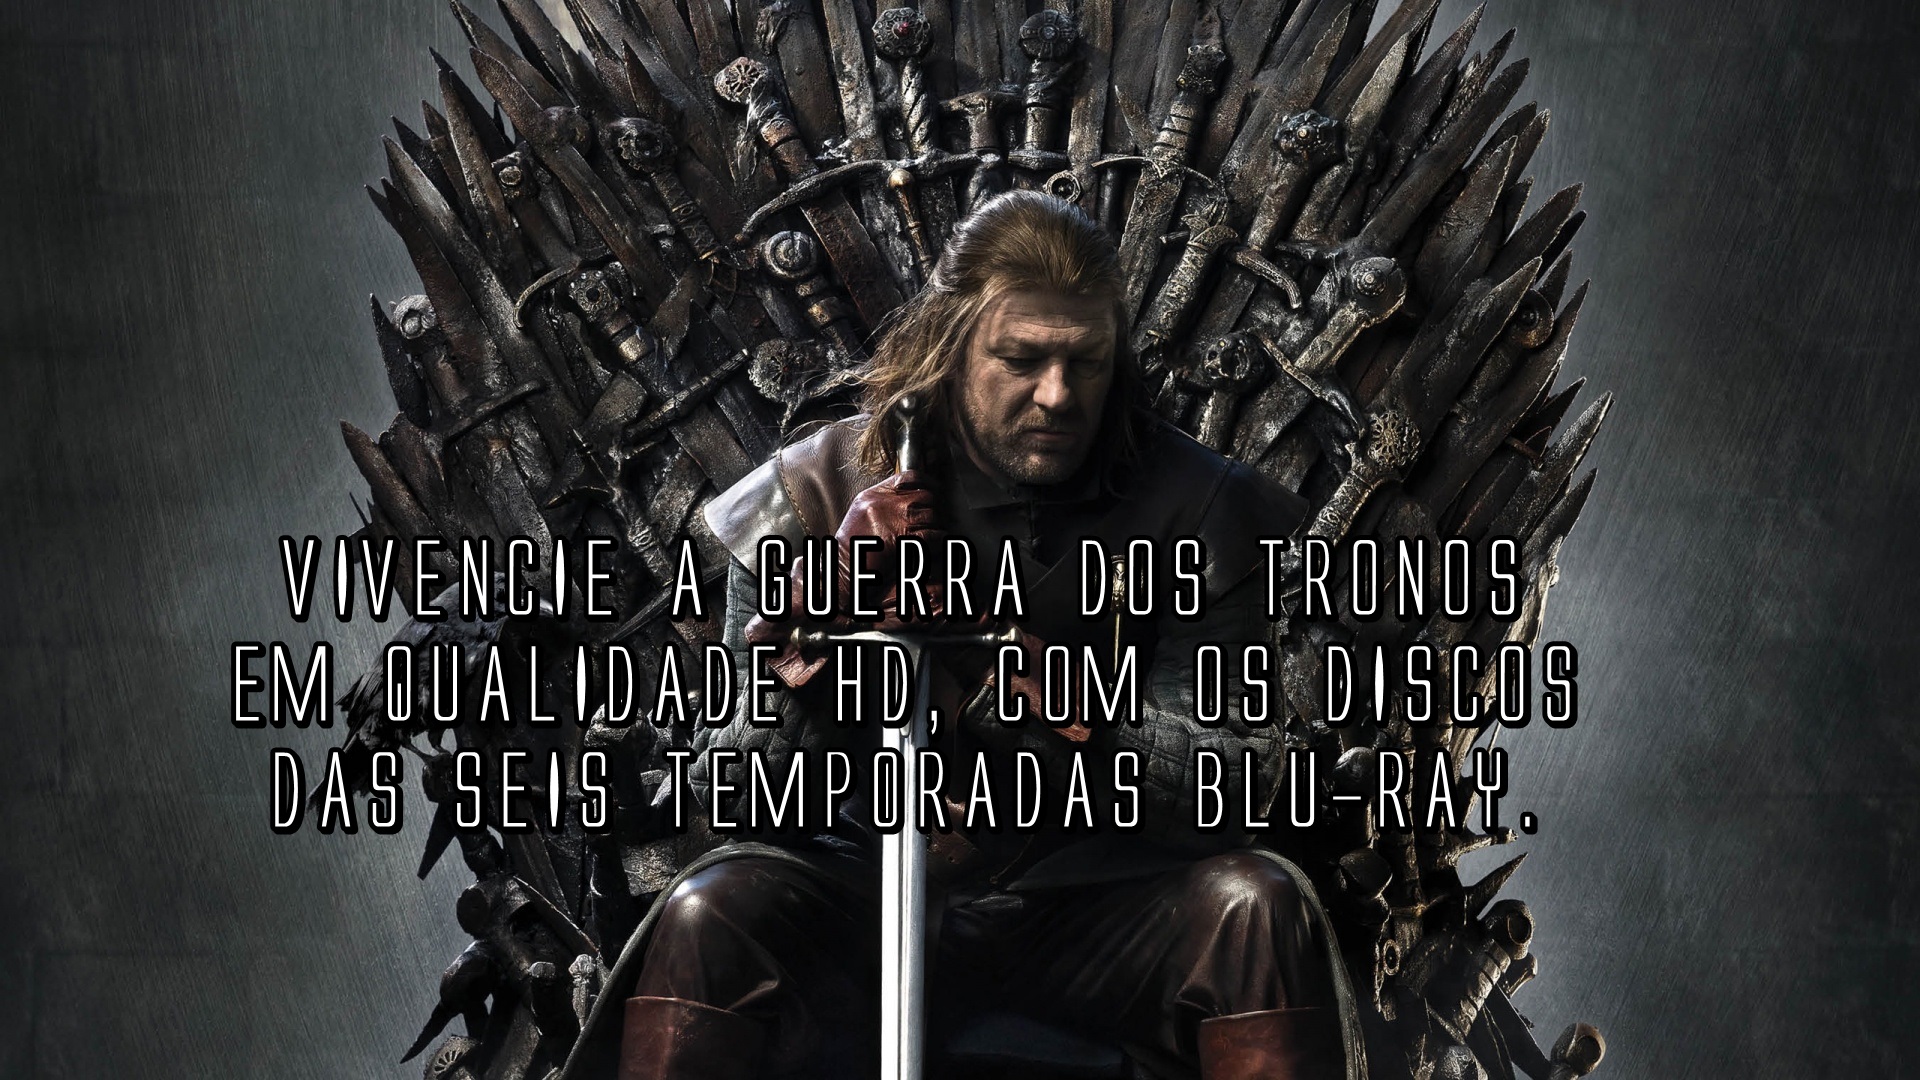 VIVENCIE A GUERRA DOS TRONOS
EM QUALIDADE HD, COM OS DISCOS
DAS SEIS TEMPORADAS BLU-RAY.